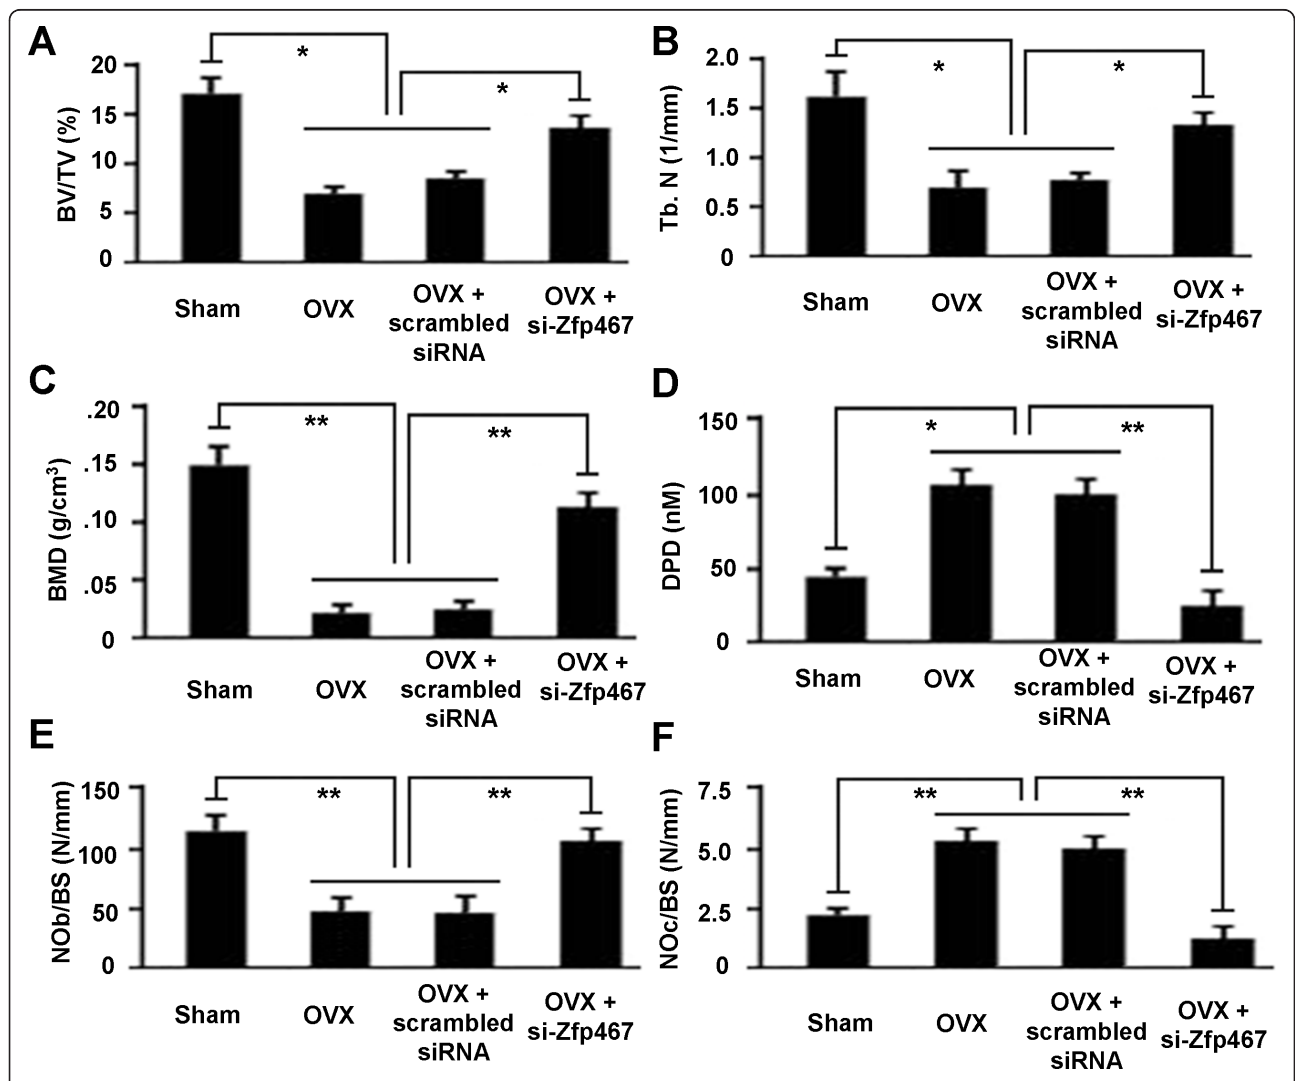 A
BV/TV (%)
20
15
10
5
0
*
*
Sham
OVX
OVX +
scrambled
siRNA
OVX +
si-Zfp467
B
Tb. N (1/mm)
2.0
1.5
1.0
0.5
0
*
*
Sham
OVX
OVX +
scrambled
siRNA
OVX +
si-Zfp467
C
BMD (g/cm³)
.20
.15
.10
.05
0
**
**
Sham
OVX
OVX +
scrambled
siRNA
OVX +
si-Zfp467
D
DPD (nM)
150
100
50
0
*
**
Sham
OVX
OVX +
scrambled
siRNA
OVX +
si-Zfp467
E
NOb/BS (N/mm)
150
100
50
0
**
**
Sham
OVX
OVX +
scrambled
siRNA
OVX +
si-Zfp467
F
NOc/BS (N/mm)
7.5
5.0
2.5
0
**
**
Sham
OVX
OVX +
scrambled
siRNA
OVX +
si-Zfp467